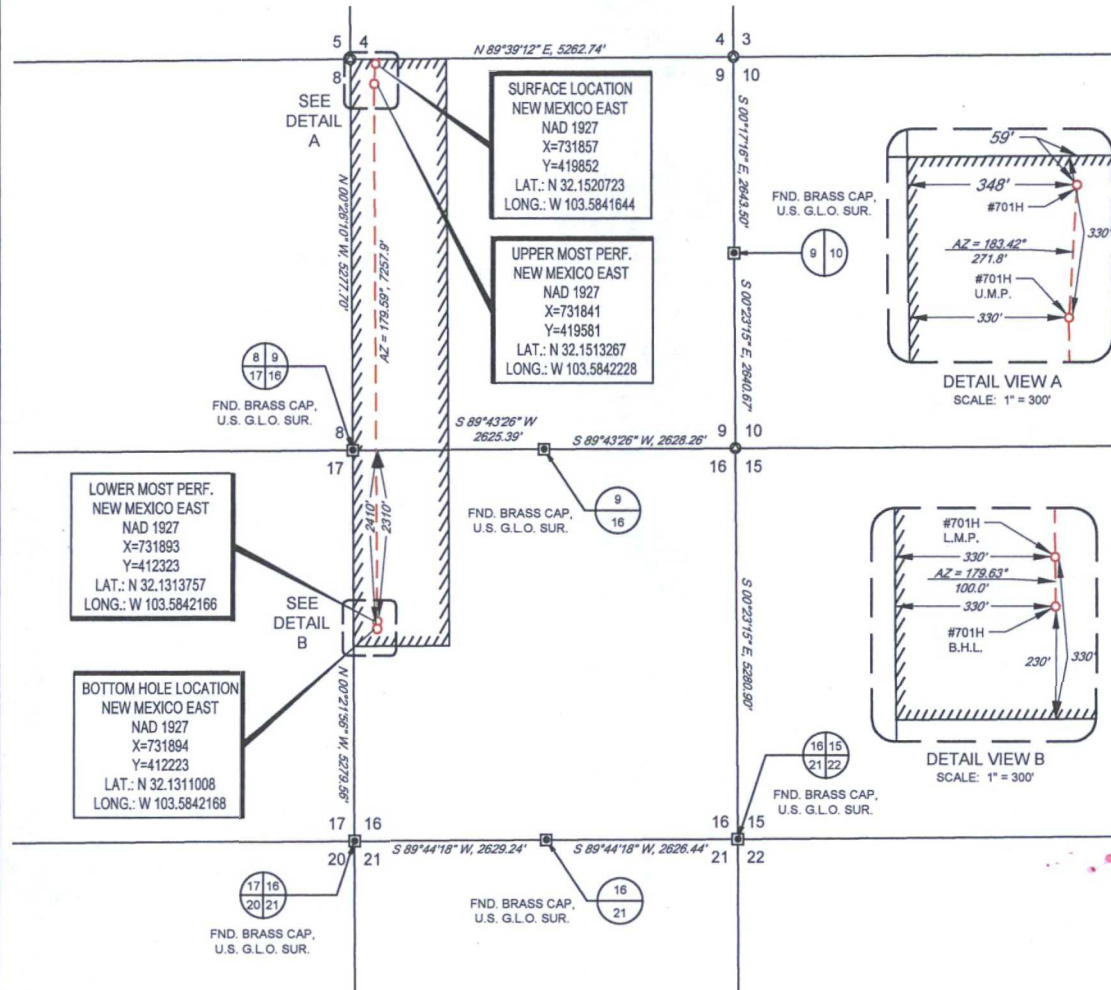 5 4
4 3
N 89°39'12" E, 5262.74'
8
9 10
SEE
DETAIL
A
SURFACE LOCATION
NEW MEXICO EAST
NAD 1927
X=731857
Y=419852
LAT.: N 32.1520723
LONG.: W 103.5841644
S 00°17'16" E, 2643.50'
59'
348'
#701H
330'
AZ = 183.42°
271.8'
#701H
U.M.P.
330'
DETAIL VIEW A
SCALE: 1" = 300'
FND. BRASS CAP,
U.S. G.L.O. SUR.
9 10
N 00°26'10" W, 5277.70'
AZ = 179.59°, 7257.9'
UPPER MOST PERF.
NEW MEXICO EAST
NAD 1927
X=731841
Y=419581
LAT.: N 32.1513267
LONG.: W 103.5842228
S 00°23'15" E, 2640.67'
8 9
17 16
FND. BRASS CAP,
U.S. G.L.O. SUR.
S 89°43'26" W
2625.39'
S 89°43'26" W, 2628.26'
8
9 10
17
16 15
FND. BRASS CAP,
U.S. G.L.O. SUR.
9
16
LOWER MOST PERF.
NEW MEXICO EAST
NAD 1927
X=731893
Y=412323
LAT.: N 32.1313757
LONG.: W 103.5842166
2410'
2310'
SEE
DETAIL
B
S 00°23'15" E, 5280.90'
#701H
L.M.P.
330'
AZ = 179.63°
100.0'
330'
#701H
B.H.L.
230'
330'
DETAIL VIEW B
SCALE: 1" = 300'
BOTTOM HOLE LOCATION
NEW MEXICO EAST
NAD 1927
X=731894
Y=412223
LAT.: N 32.1311008
LONG.: W 103.5842168
N 00°21'56" W, 5279.56'
16 15
21 22
FND. BRASS CAP,
U.S. G.L.O. SUR.
17 16
16 15
20 21
S 89°44'18" W, 2629.24'
S 89°44'18" W, 2626.44'
21 22
17 16
20 21
FND. BRASS CAP,
U.S. G.L.O. SUR.
FND. BRASS CAP,
U.S. G.L.O. SUR.
16
21